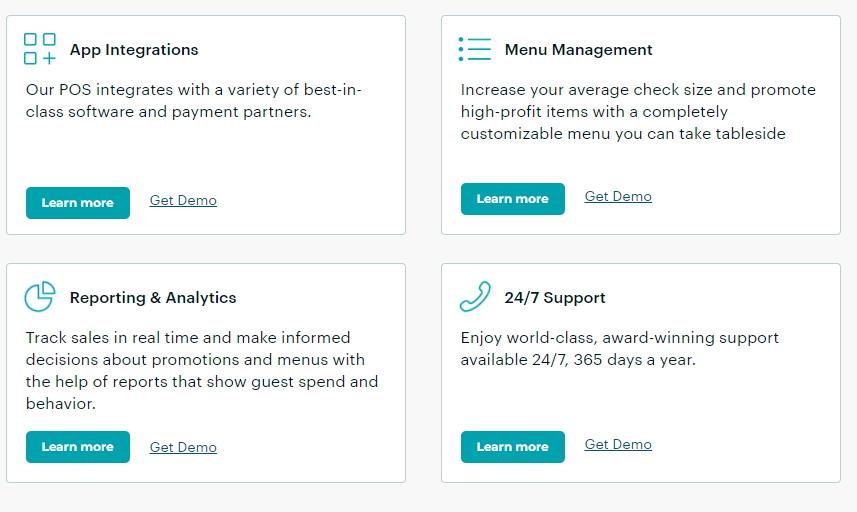 App Integrations
Our POS integrates with a variety of best-in-
class software and payment partners.
Learn more
Get Demo
Menu Management
Increase your average check size and promote
high-profit items with a completely
customizable menu you can take tableside
Learn more
Get Demo
Reporting & Analytics
Track sales in real time and make informed
decisions about promotions and menus with
the help of reports that show guest spend and
behavior.
Learn more
Get Demo
24/7 Support
Enjoy world-class, award-winning support
available 24/7, 365 days a year.
Learn more
Get Demo